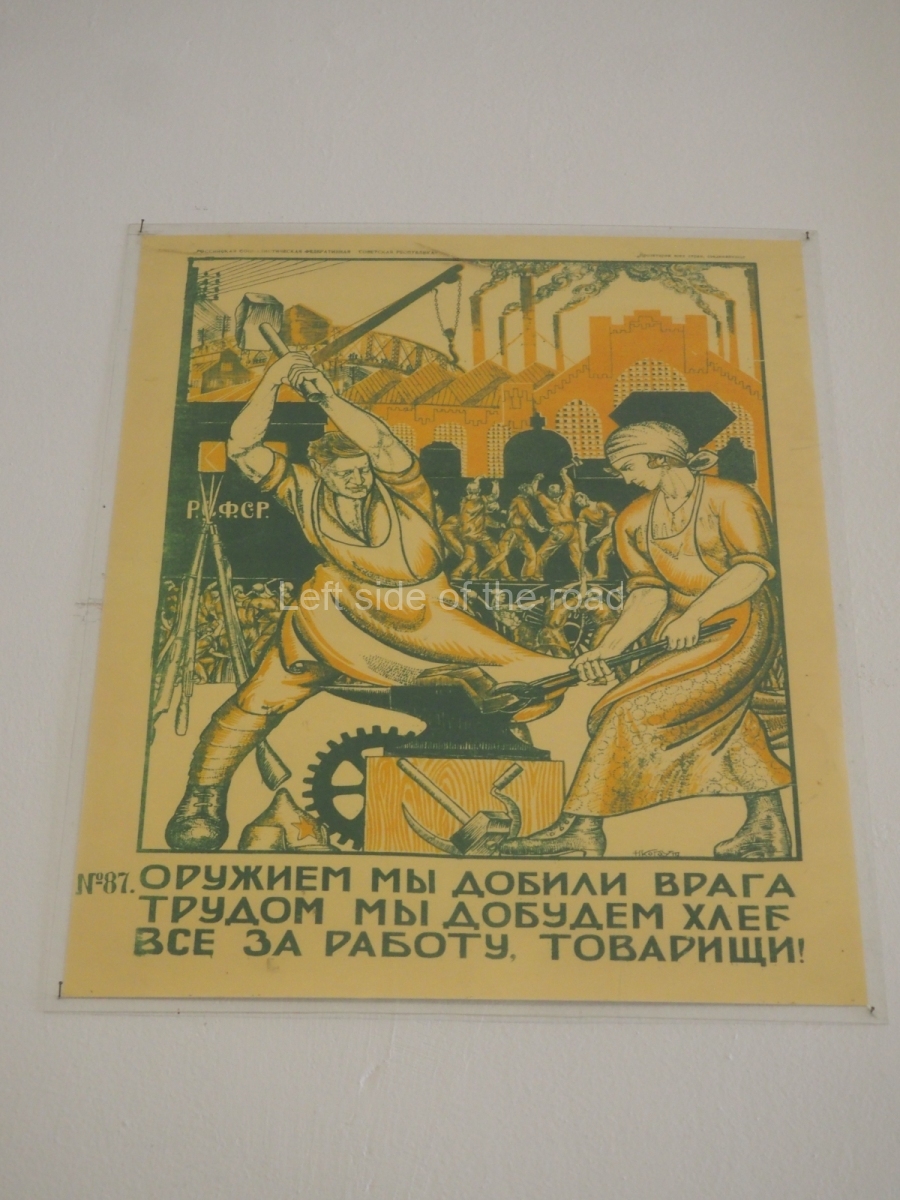 Р.С.Ф.С.Р.
Left side of the road
№87. ОРУЖИЕМ МЫ ДОБИЛИ ВРАГА
ТРУДОМ МЫ ДОБУДЕМ ХЛЕБ
ВСЕ ЗА РАБОТУ, ТОВАРИЩИ!